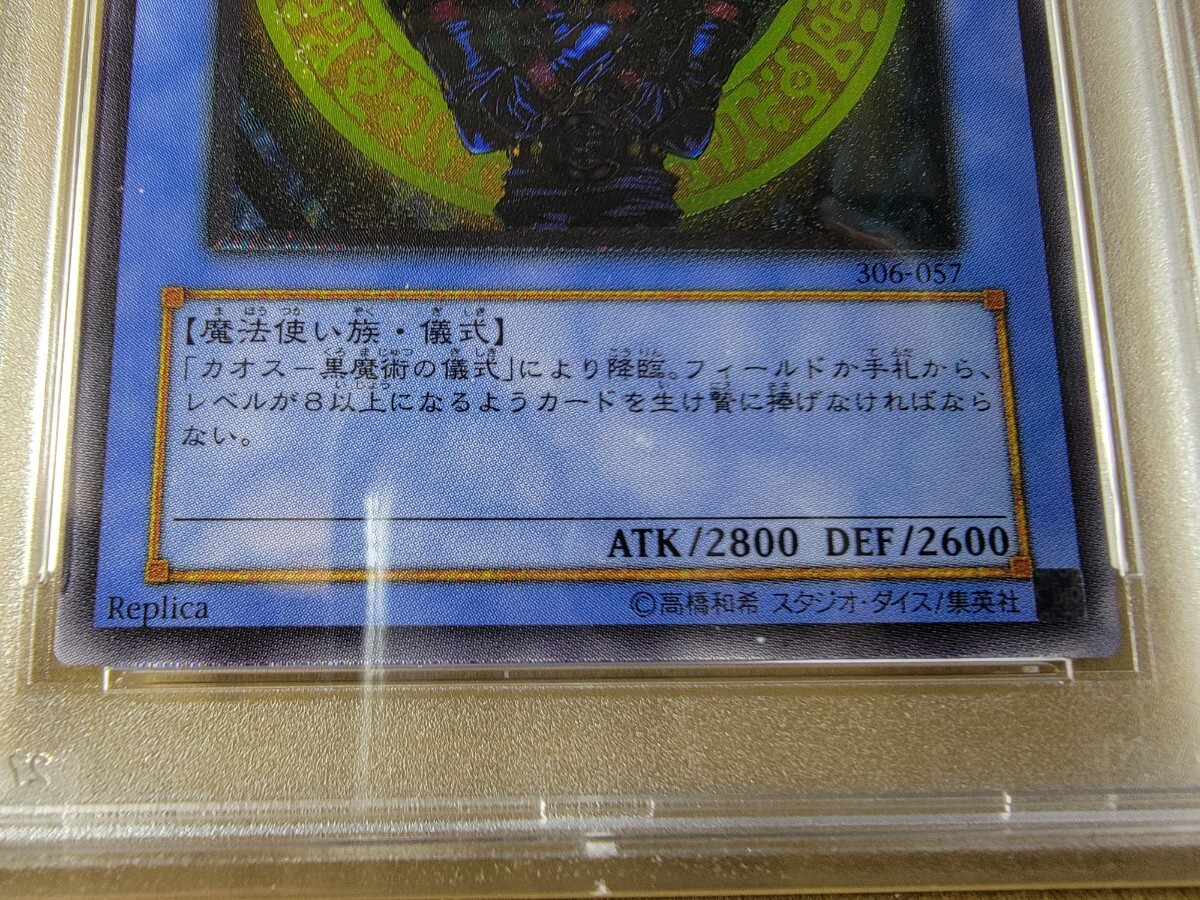 306-057
【魔法使い族・儀式】
「カオス－黒魔術の儀式」により降臨。フィールドか手札から、
レベルが8以上になるようカードを生け贄に捧げなければなら
ない。
ATK/2800 DEF/2600
Replica
©高橋和希 スタジオ・ダイス/集英社